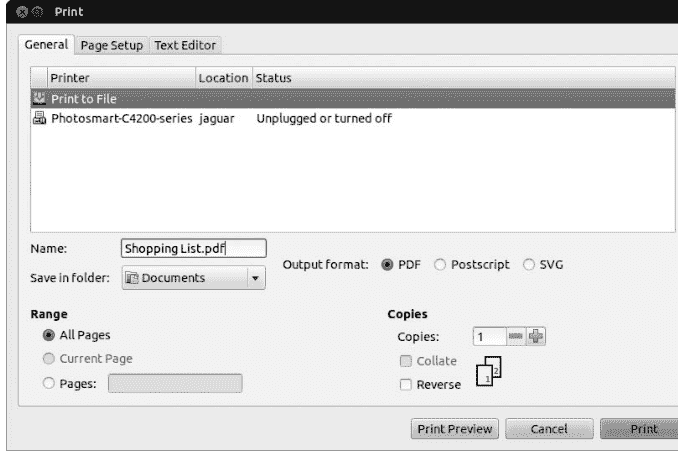 Print
General Page Setup Text Editor
Printer Location Status
Print to File
Photosmart-C4200-series jaguar Unplugged or turned off
Name: Shopping List.pdf
Output format: PDF Postscript SVG
Save in folder: Documents
Range Copies
All Pages Copies: 1
Current Page Collate
Pages: Reverse 1 2
Print Preview Cancel Print